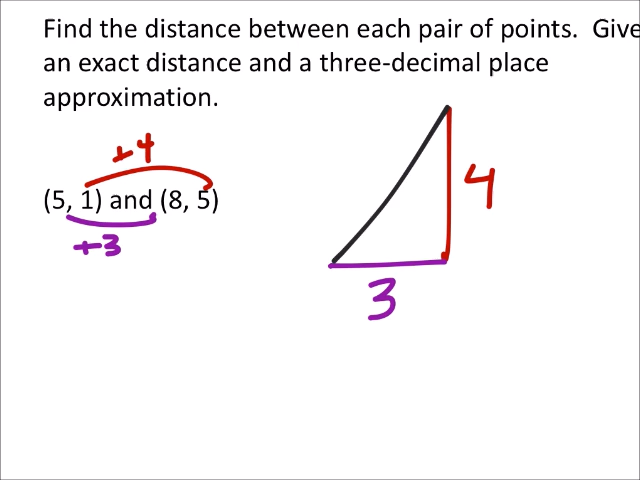 Find the distance between each pair of points.  Give
an exact distance and a three-decimal place
approximation.
+4
(5, 1) and (8, 5)
+3
4
3